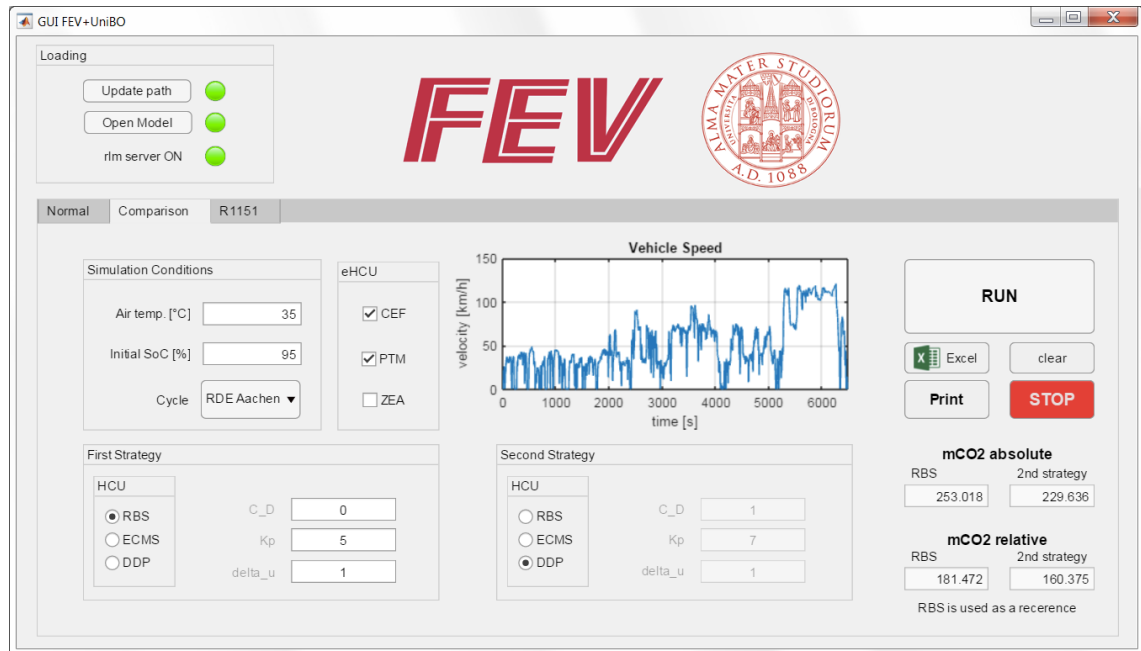 GUI FEV+UniBO
Loading
Update path
Open Model
rlm server ON
FEV
ALMA MATER STUDIORUM
UNIVERSITÀ DI BOLOGNA
A.D. 1088
Normal Comparison R1151
Simulation Conditions
Air temp. [°C] 35
Initial SoC [%] 95
Cycle RDE Aachen
eHCU
CEF
PTM
ZEA
Vehicle Speed
velocity [km/h]
150
100
50
0
0 1000 2000 3000 4000 5000 6000
time [s]
RUN
Excel clear
Print STOP
First Strategy
HCU
RBS
ECMS
DDP
C_D 0
Kp 5
delta_u 1
Second Strategy
HCU
RBS
ECMS
DDP
C_D 1
Kp 7
delta_u 1
mCO2 absolute
RBS 2nd strategy
253.018 229.636
mCO2 relative
RBS 2nd strategy
181.472 160.375
RBS is used as a recerence